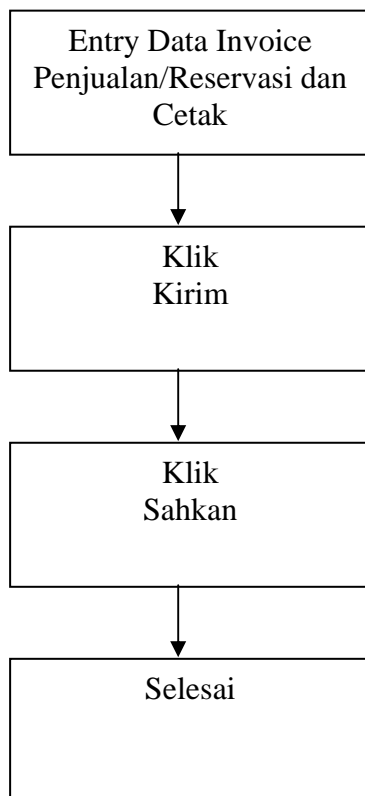 Entry Data Invoice
Penjualan/Reservasi dan
Cetak
Klik
Kirim
Klik
Sahkan
Selesai